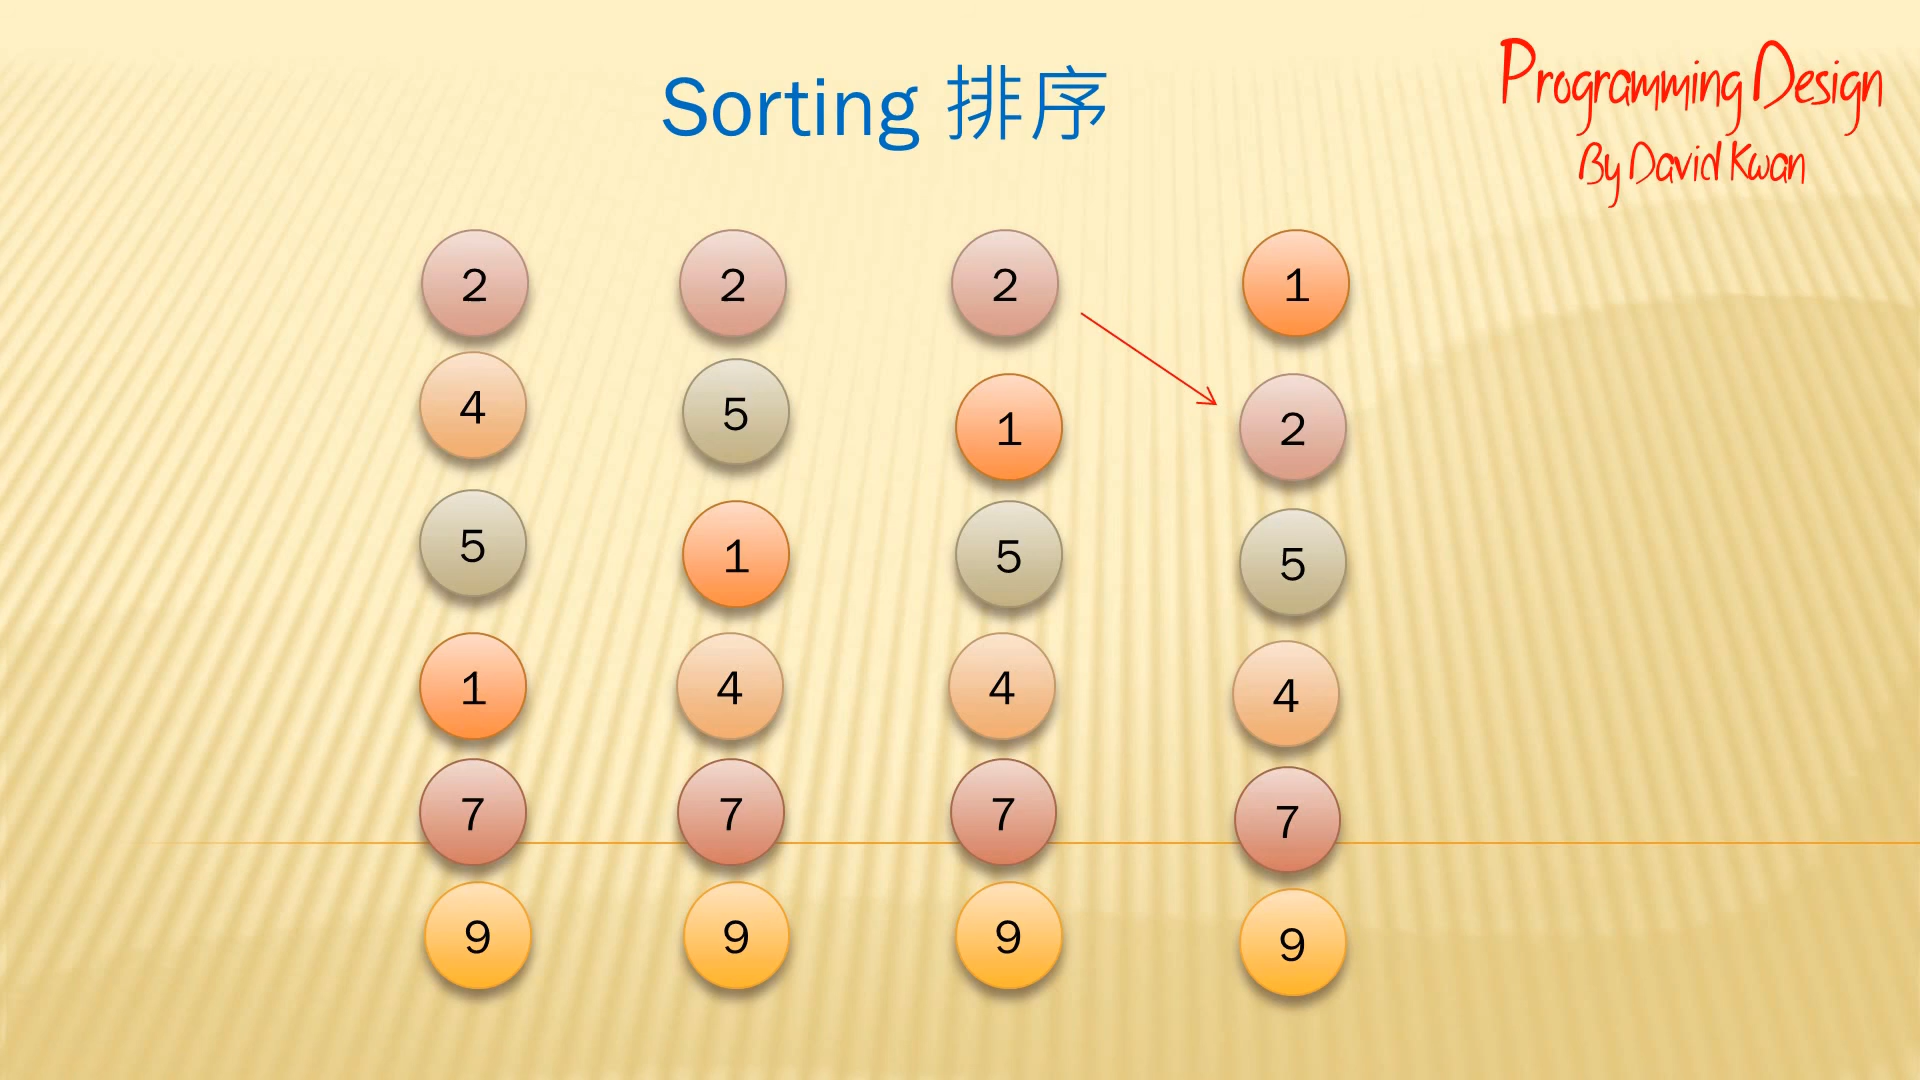 Sorting 排序
Programming Design
By David Kwan
2 2 2 1
4 5 1 2
5 1 5 5
1 4 4 4
7 7 7 7
9 9 9 9